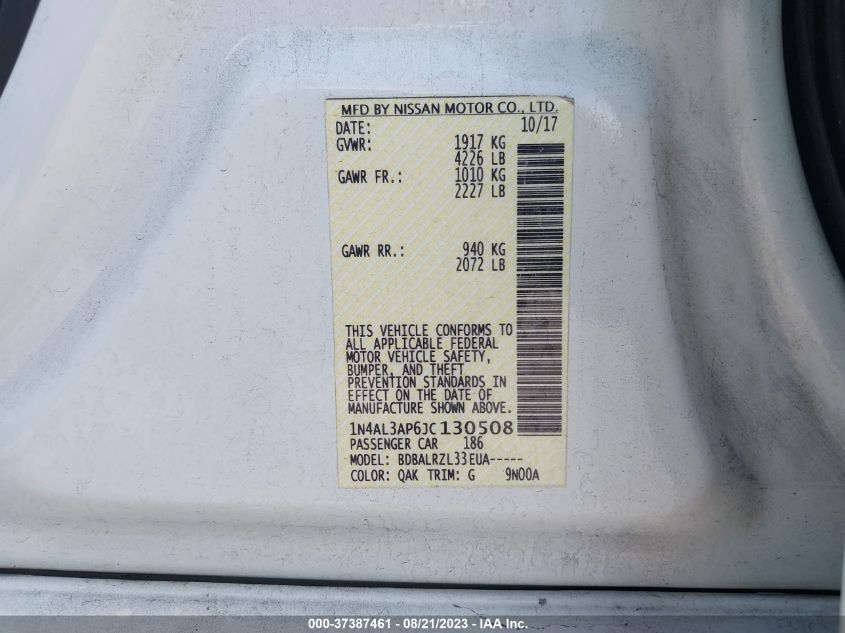 MFD BY NISSAN MOTOR CO., LTD.
DATE: 10/17
GVWR: 1917 KG
4226 LB
GAWR FR.: 1010 KG
2227 LB
GAWR RR.: 940 KG
2072 LB
THIS VEHICLE CONFORMS TO
ALL APPLICABLE FEDERAL
MOTOR VEHICLE SAFETY,
BUMPER, AND THEFT
PREVENTION STANDARDS IN
EFFECT ON THE DATE OF
MANUFACTURE SHOWN ABOVE.
1N4AL3AP6JC130508
PASSENGER CAR 186
MODEL: BDBALRZL33EUA-----
COLOR: QAK TRIM: G 9N00A
000-37387461 - 08/21/2023 - IAA Inc.